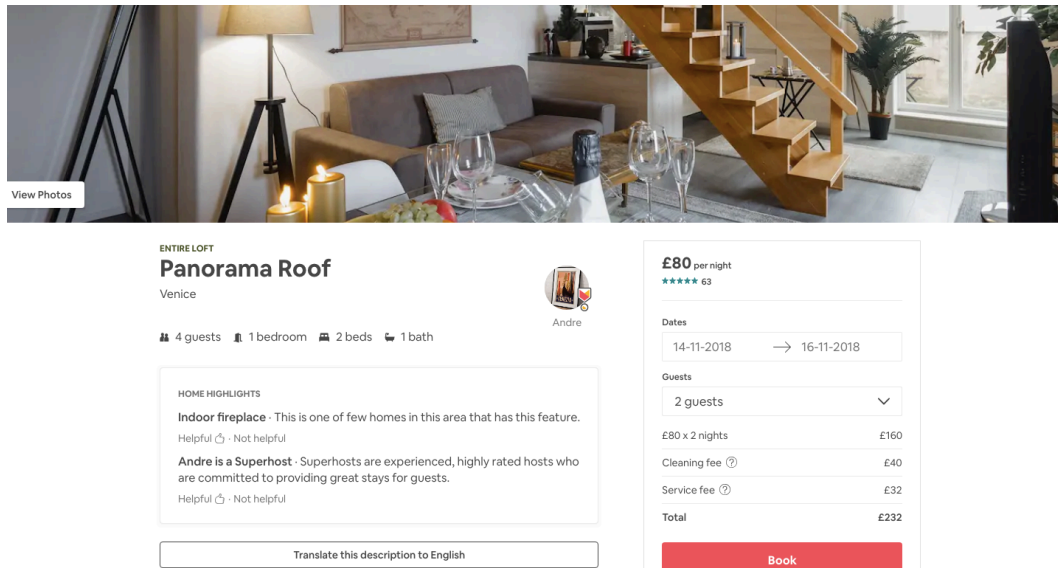 View Photos
ENTIRE LOFT
Panorama Roof
Venice
Andre
4 guests 1 bedroom 2 beds 1 bath
HOME HIGHLIGHTS
Indoor fireplace · This is one of few homes in this area that has this feature.
Helpful · Not helpful
Andre is a Superhost · Superhosts are experienced, highly rated hosts who
are committed to providing great stays for guests.
Helpful · Not helpful
Translate this description to English
£80 per night
★★★★★ 63
Dates
14-11-2018 → 16-11-2018
Guests
2 guests
£80 x 2 nights £160
Cleaning fee ? £40
Service fee ? £32
Total £232
Book